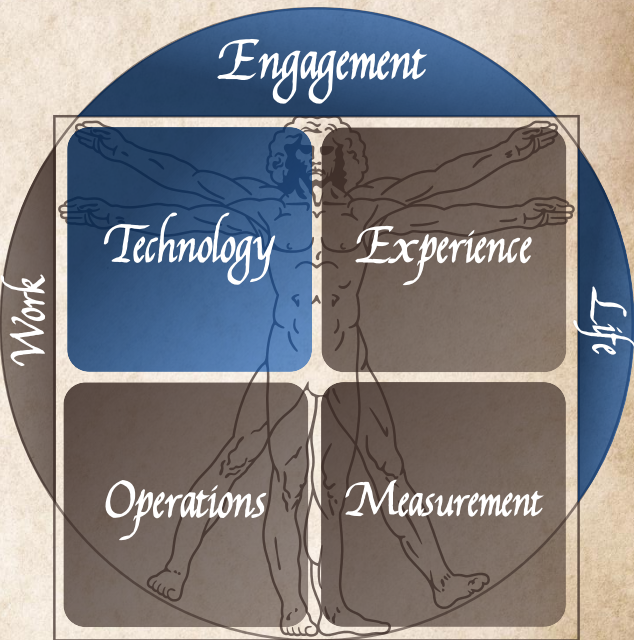 Engagement
Work
Technology
Experience
Life
Operations
Measurement